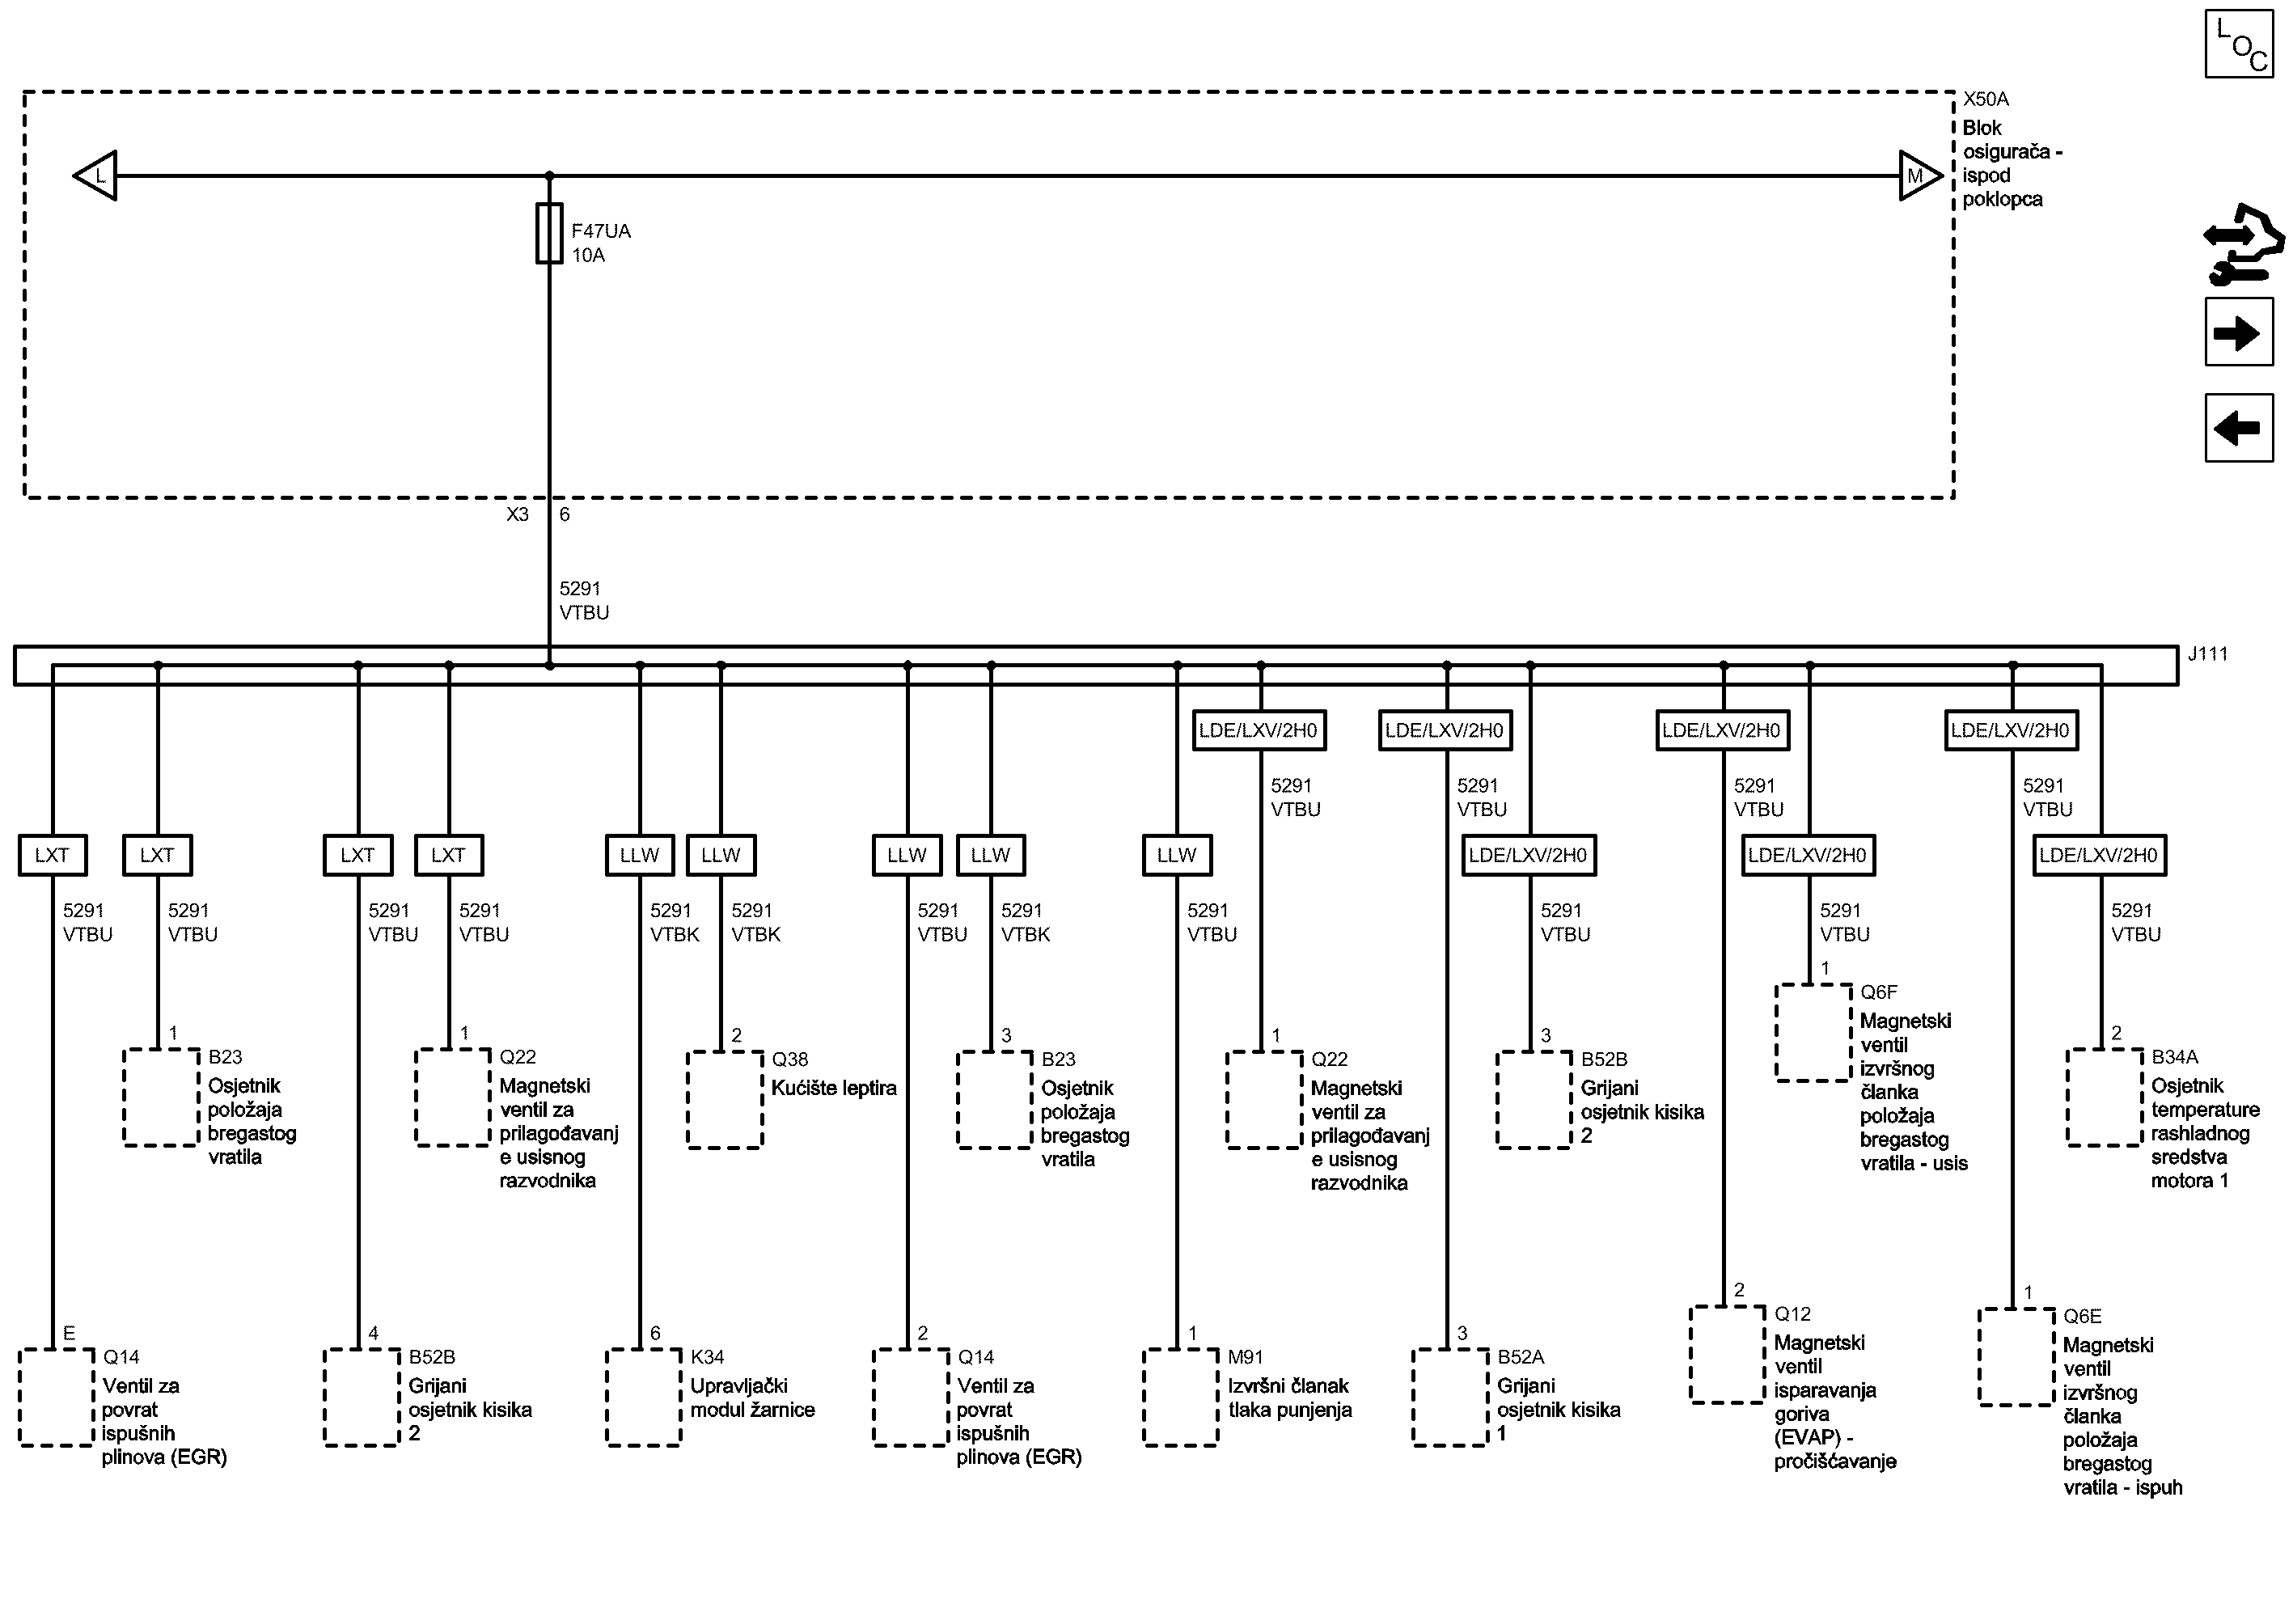 LOC
X50A
Blok
osigurača -
ispod
poklopca
L
M
F47UA
10A
X3
6
5291
VTBU
J111
LDE/LXV/2H0
LDE/LXV/2H0
LDE/LXV/2H0
LDE/LXV/2H0
5291
VTBU
5291
VTBU
5291
VTBU
5291
VTBU
LXT
LXT
LXT
LXT
LLW
LLW
LLW
LLW
LLW
LDE/LXV/2H0
LDE/LXV/2H0
LDE/LXV/2H0
5291
VTBU
5291
VTBU
5291
VTBU
5291
VTBU
5291
VTBK
5291
VTBK
5291
VTBU
5291
VTBK
5291
VTBU
5291
VTBU
5291
VTBU
5291
VTBU
1
B23
Osjetnik
položaja
bregastog
vratila
1
Q22
Magnetski
ventil za
prilagođavanj
e usisnog
razvodnika
2
Q38
Kućište leptira
3
B23
Osjetnik
položaja
bregastog
vratila
1
Q22
Magnetski
ventil za
prilagođavanj
e usisnog
razvodnika
3
B52B
Grijani
osjetnik kisika
2
1
Q6F
Magnetski
ventil
izvršnog
članka
položaja
bregastog
vratila - usis
2
B34A
Osjetnik
temperature
rashladnog
sredstva
motora 1
E
Q14
Ventil za
povrat
ispušnih
plinova (EGR)
4
B52B
Grijani
osjetnik kisika
2
6
K34
Upravljački
modul žarnice
2
Q14
Ventil za
povrat
ispušnih
plinova (EGR)
1
M91
Izvršni članak
tlaka punjenja
3
B52A
Grijani
osjetnik kisika
1
2
Q12
Magnetski
ventil
isparavanja
goriva
(EVAP) -
pročišćavanje
1
Q6E
Magnetski
ventil
izvršnog
članka
položaja
bregastog
vratila - ispuh